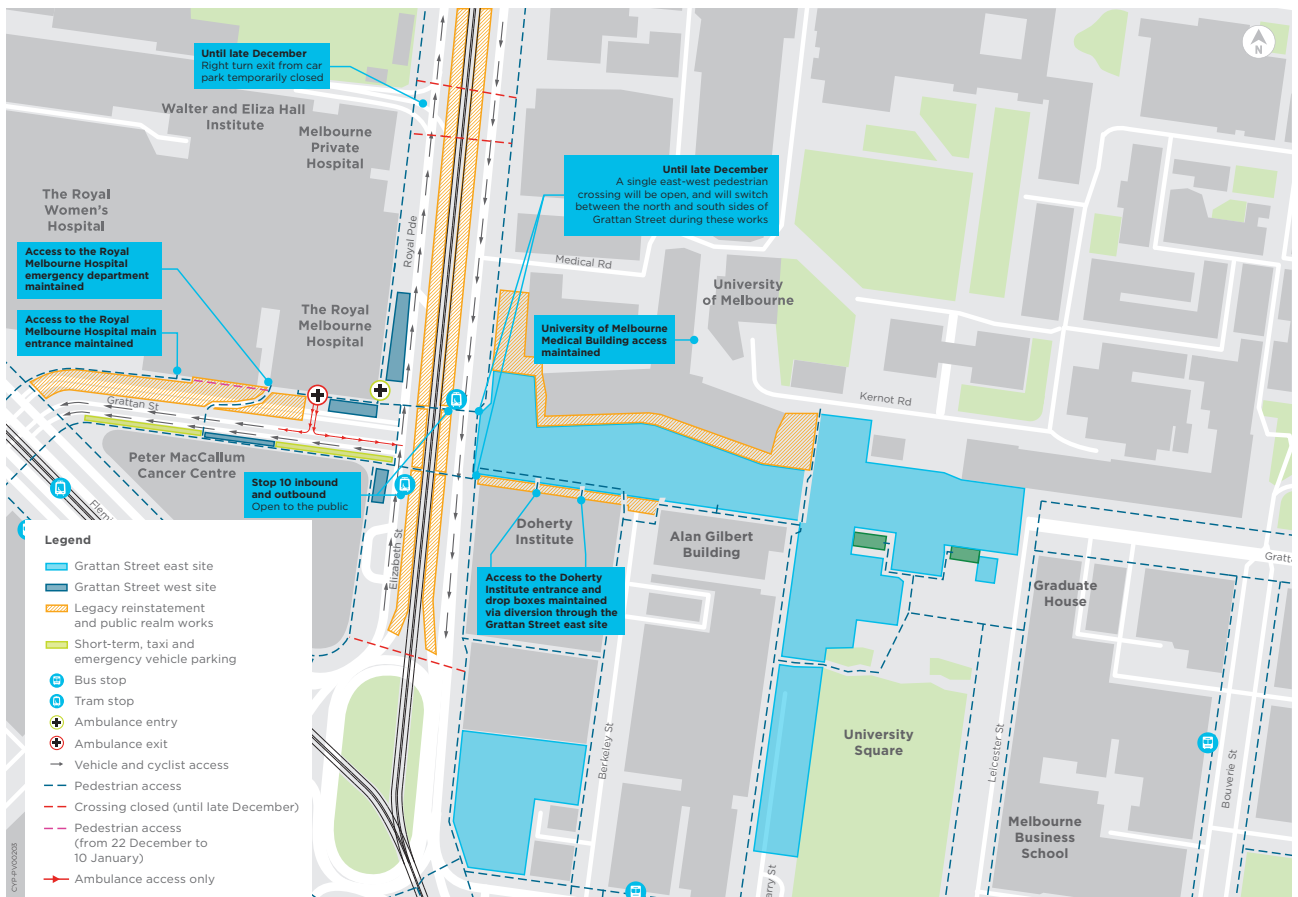 Until late December
Right turn exit from car
park temporarily closed
N
Walter and Eliza Hall
Institute
Melbourne
Private
Hospital
Until late December
A single east-west pedestrian
crossing will be open, and will switch
between the north and south sides of
Grattan Street during these works
The Royal
Women's
Hospital
Royal Pde
Medical Rd
Access to the Royal
Melbourne Hospital
emergency department
maintained
University
of Melbourne
Access to the Royal
Melbourne Hospital main
entrance maintained
The Royal
Melbourne
Hospital
University of Melbourne
Medical Building access
maintained
Grattan St
Kernot Rd
Peter MacCallum
Cancer Centre
Stop 10 inbound
and outbound
Open to the public
Elizabeth St
Doherty
Institute
Alan Gilbert
Building
Access to the Doherty
Institute entrance and
drop boxes maintained
via diversion through the
Grattan Street east site
Graduate
House
Gratt
Flem
Legend
Grattan Street east site
Grattan Street west site
Legacy reinstatement
and public realm works
Short-term, taxi and
emergency vehicle parking
Bus stop
Tram stop
Ambulance entry
Ambulance exit
Vehicle and cyclist access
Pedestrian access
Crossing closed (until late December)
Pedestrian access
(from 22 December to
10 January)
Ambulance access only
Berkeley St
University
Square
Leicester St
Bouverie St
Melbourne
Business
School
arry St
CYP-PV00203